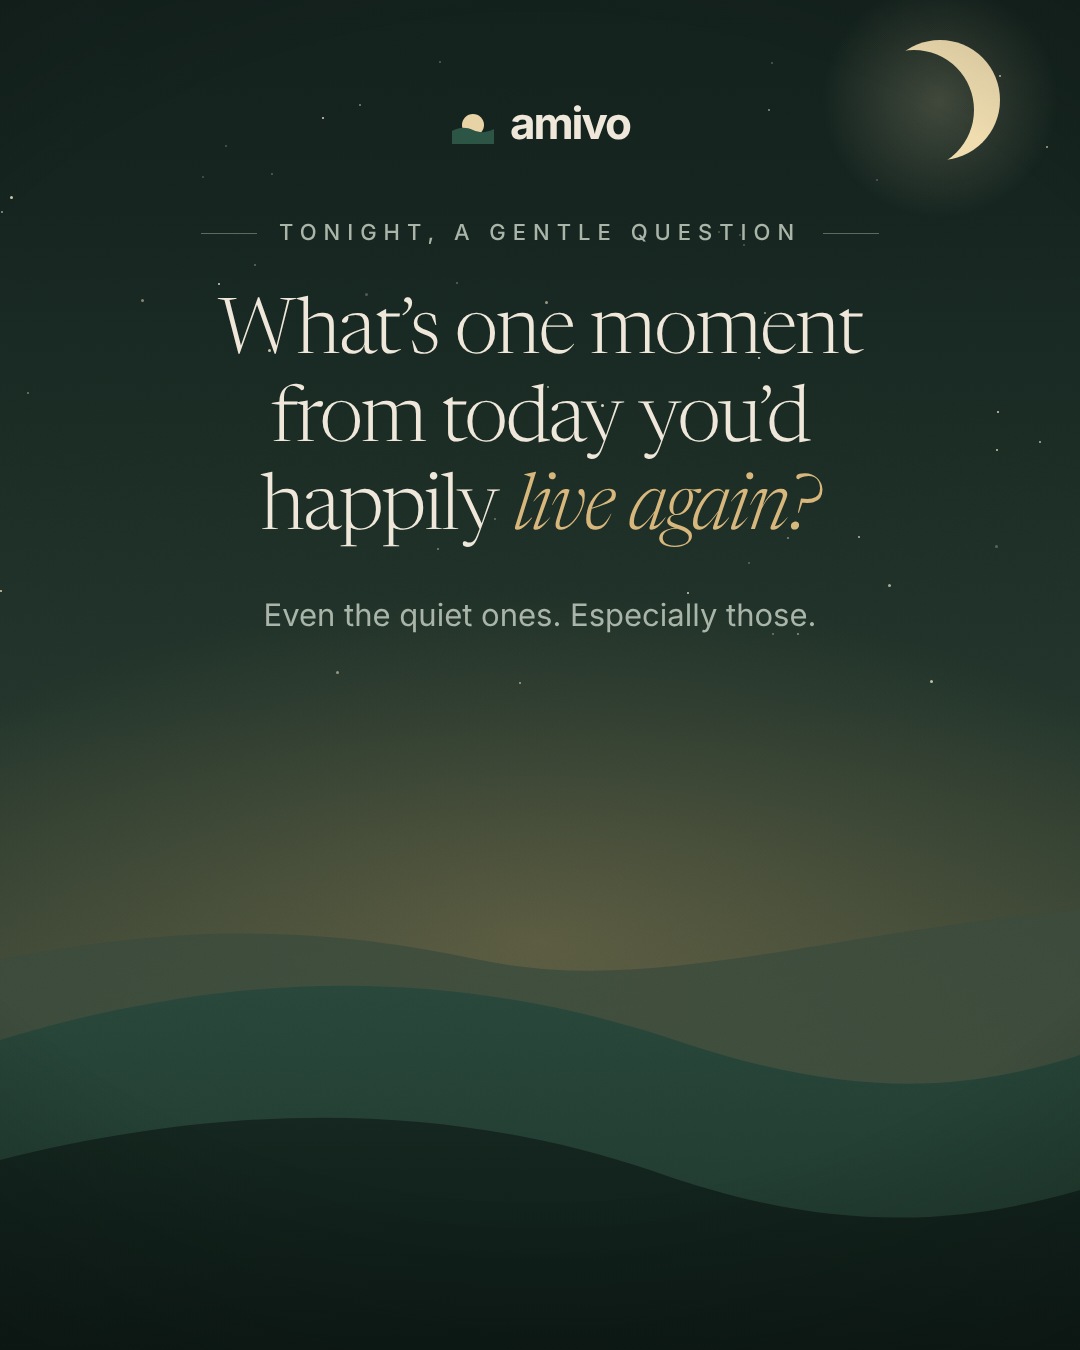 amivo
TONIGHT, A GENTLE QUESTION
What’s one moment
from today you’d
happily live again?
Even the quiet ones. Especially those.